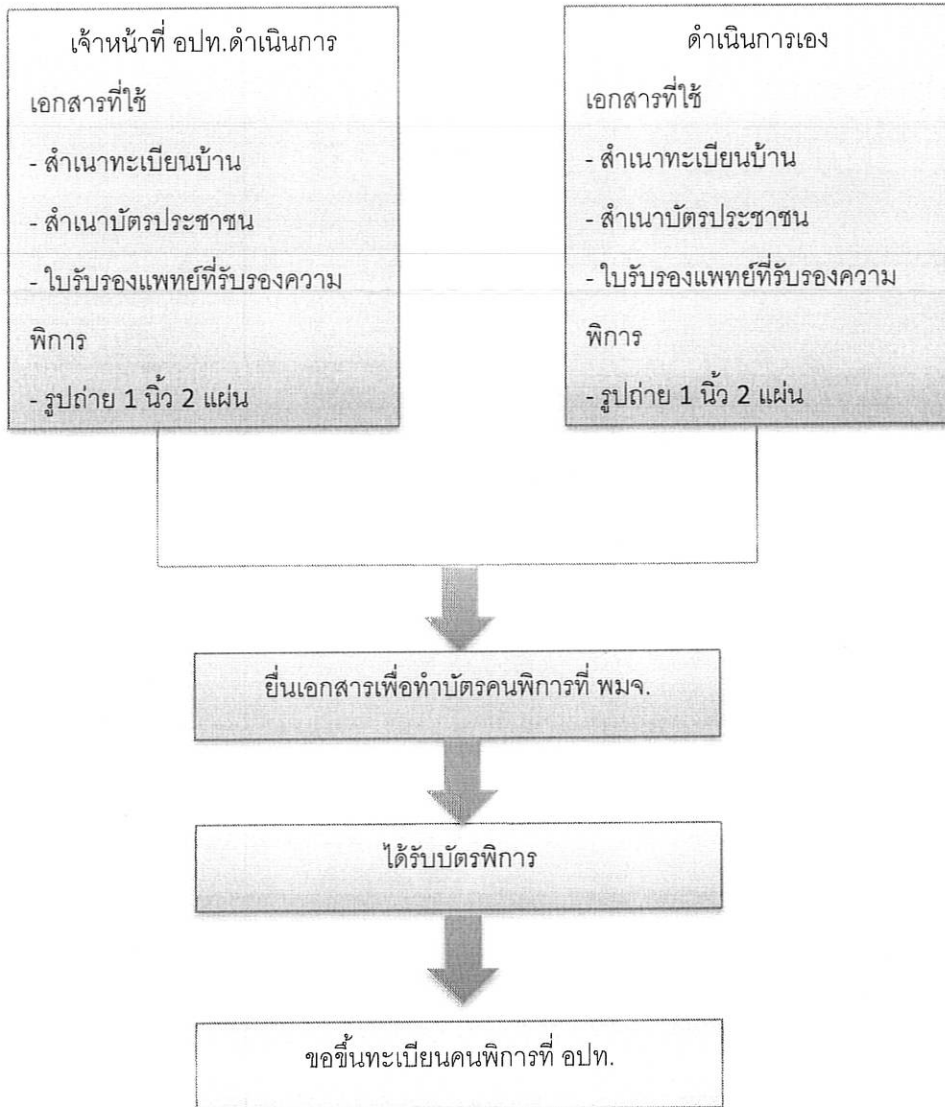 เจ้าหน้าที่ อปท.ดำเนินการ
เอกสารที่ใช้
- สำเนาทะเบียนบ้าน
- สำเนาบัตรประชาชน
- ใบรับรองแพทย์ที่รับรองความ
พิการ
- รูปถ่าย 1 นิ้ว 2 แผ่น
ดำเนินการเอง
เอกสารที่ใช้
- สำเนาทะเบียนบ้าน
- สำเนาบัตรประชาชน
- ใบรับรองแพทย์ที่รับรองความ
พิการ
- รูปถ่าย 1 นิ้ว 2 แผ่น
ยื่นเอกสารเพื่อทำบัตรคนพิการที่ พมจ.
ได้รับบัตรพิการ
ขอขึ้นทะเบียนคนพิการที่ อปท.